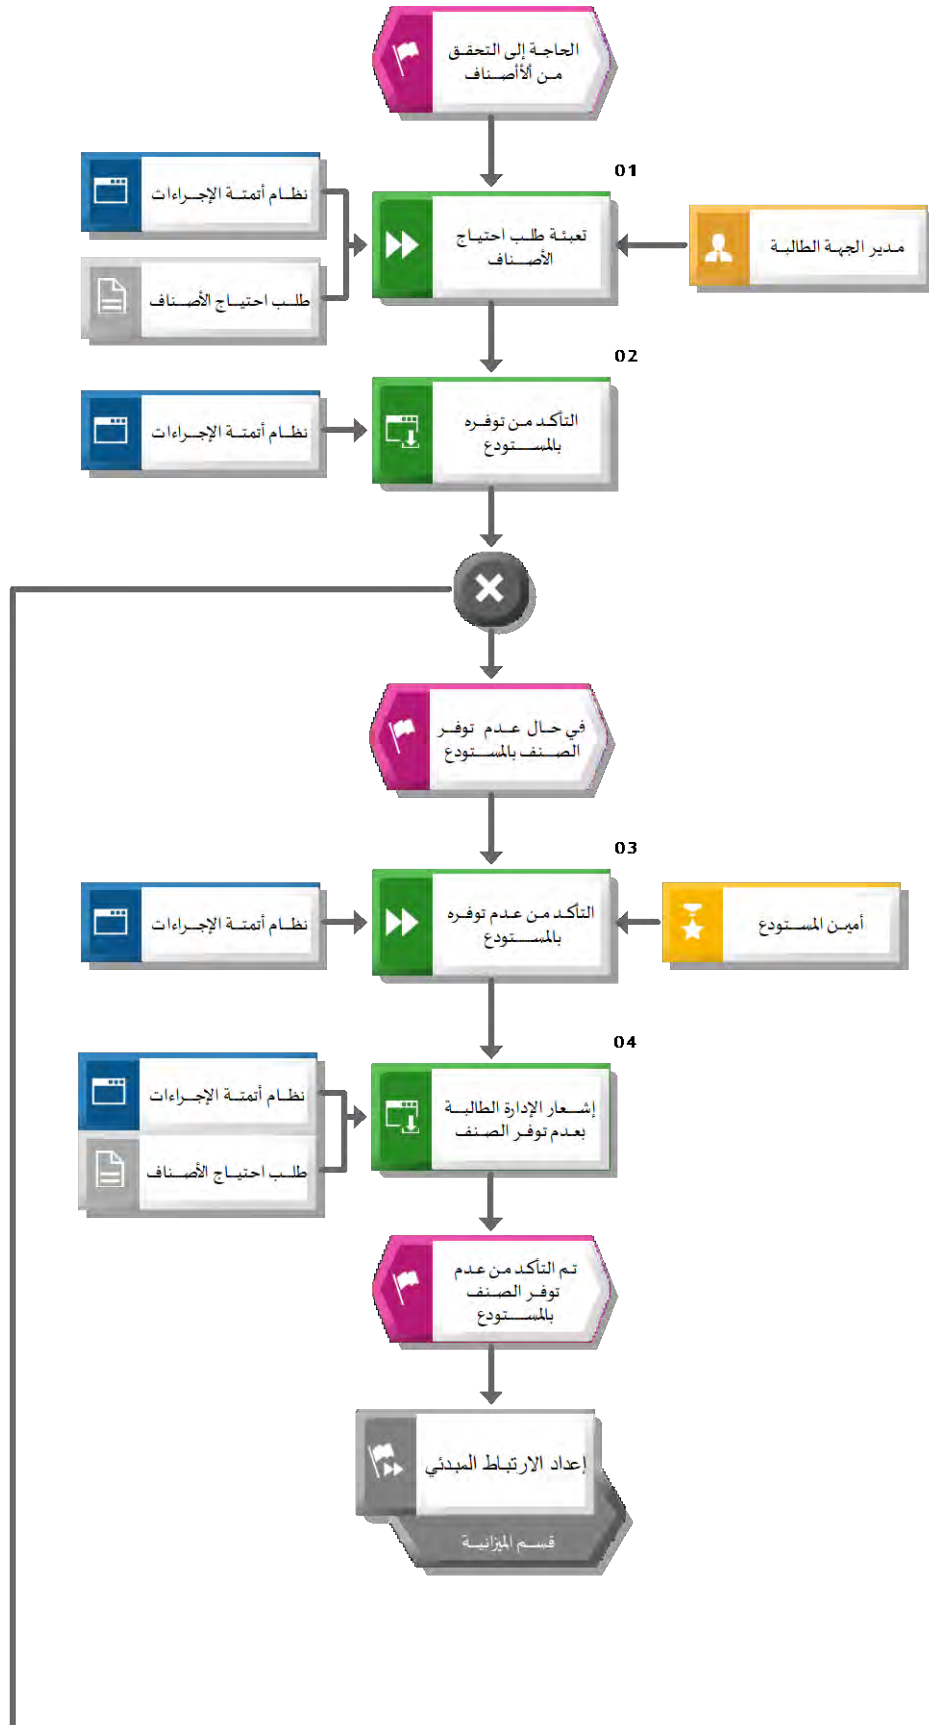 الحاجة إلى التحقق
من ألأصناف
01
نظام أتمتة الإجراءات
تعبئة طلب احتياج
الأصناف
مدير الجهة الطالبة
طلب احتياج الأصناف
02
نظام أتمتة الإجراءات
التأكد من توفره
بالمستودع
في حال عدم توفر
الصنف بالمستودع
03
نظام أتمتة الإجراءات
التأكد من عدم توفره
بالمستودع
أمين المستودع
04
نظام أتمتة الإجراءات
إشعار الإدارة الطالبة
بعدم توفر الصنف
طلب احتياج الأصناف
تم التأكد من عدم
توفر الصنف
بالمستودع
إعداد الارتباط المبدئي
قسم الميزانية